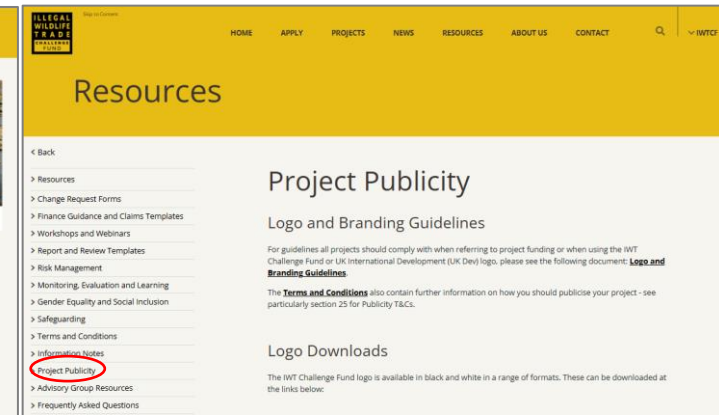 ILLEGAL
WILDLIFE
TRADE
CHALLENGE
FUND
Skip to Content
HOME APPLY PROJECTS NEWS RESOURCES ABOUT US CONTACT IWTCF
Resources
< Back
> Resources
> Change Request Forms
> Finance Guidance and Claims Templates
> Workshops and Webinars
> Report and Review Templates
> Risk Management
> Monitoring, Evaluation and Learning
> Gender Equality and Social Inclusion
> Safeguarding
> Terms and Conditions
> Information Notes
> Project Publicity
> Advisory Group Resources
> Frequently Asked Questions
Project Publicity
Logo and Branding Guidelines
For guidelines all projects should comply with when referring to project funding or when using the IWT
Challenge Fund or UK International Development (UK Dev) logo, please see the following document: Logo and
Branding Guidelines.
The Terms and Conditions also contain further information on how you should publicise your project - see
particularly section 25 for Publicity T&Cs.
Logo Downloads
The IWT Challenge Fund logo is available in black and white in a range of formats. These can be downloaded at
the links below: